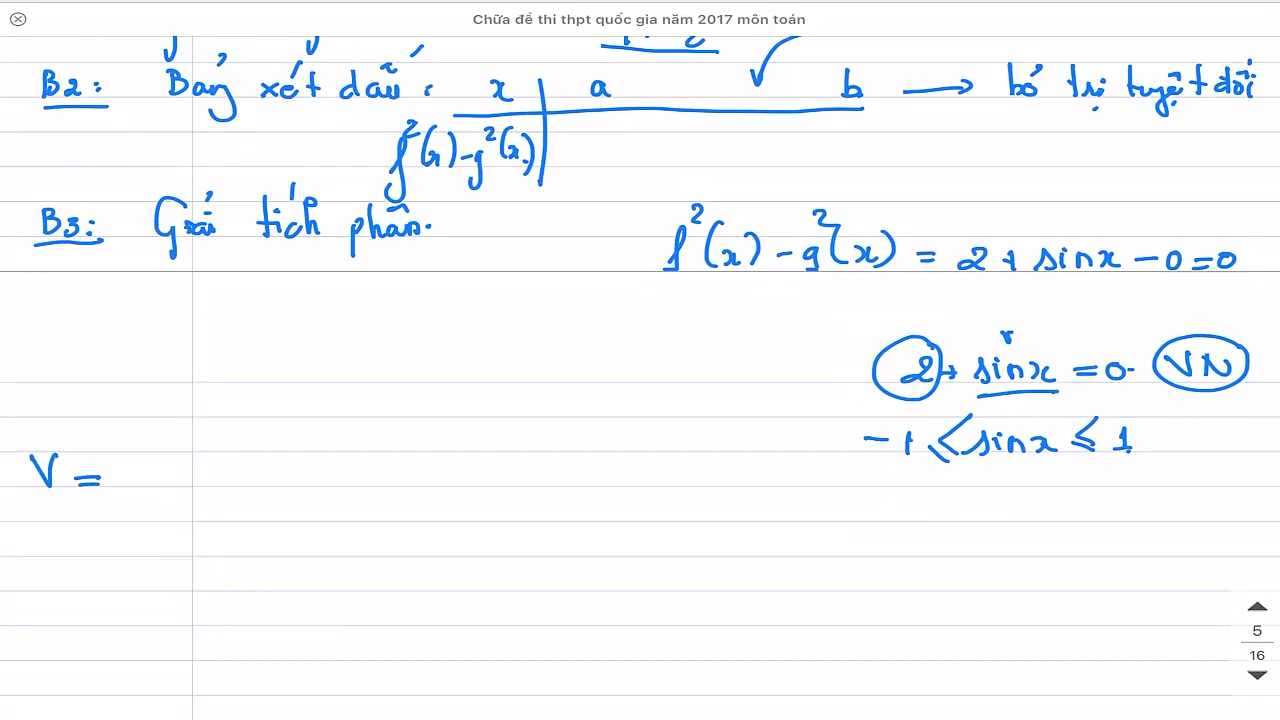 Chữa đề thi thpt quốc gia năm 2017 môn toán
B2: Bảng xét dấu: x a b → bỏ trị tuyệt đối
f²(x) - g²(x)
B3: Giải tích phân.
f²(x) - g²(x) = 2 + sinx - 0 = 0
2 + sinx = 0. VN
-1 ≤ sinx ≤ 1
V =
5
16